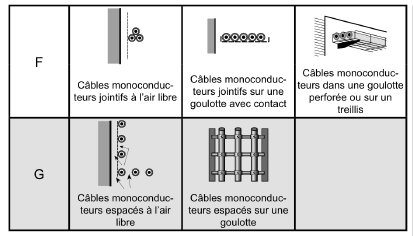 F
Câbles monoconduc-
teurs jointifs à l'air libre
Câbles monoconduc-
teurs jointifs sur une
goulotte avec contact
Câbles monoconduc-
teurs dans une goulotte
perforée ou sur un
treillis
G
Câbles monoconduc-
teurs espacés à l'air
libre
Câbles monoconduc-
teurs espacés sur une
goulotte